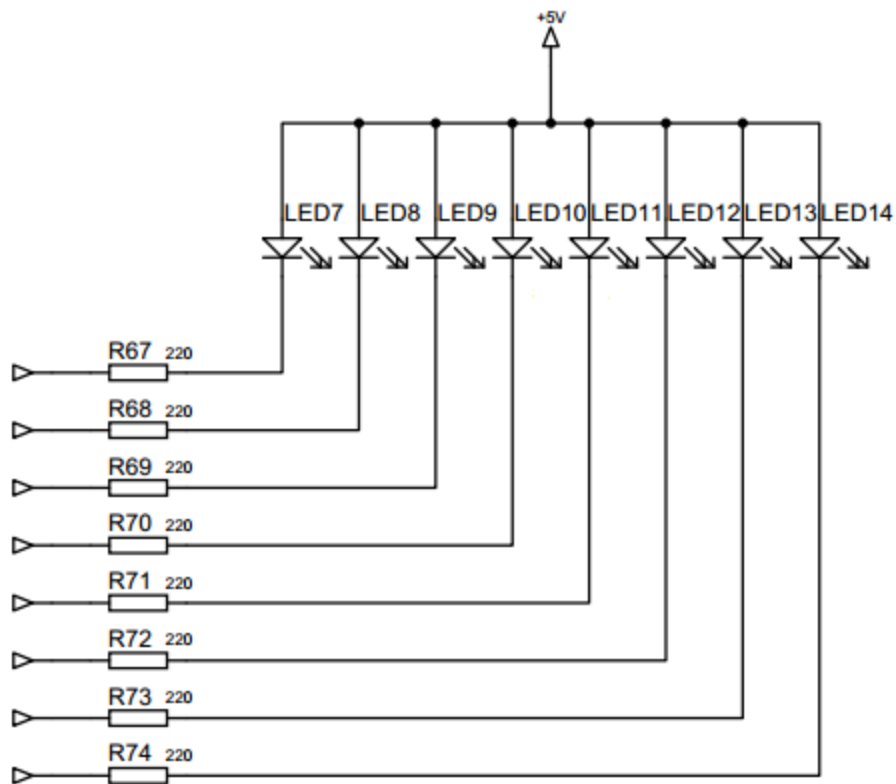 +5V
LED7 LED8 LED9 LED10 LED11 LED12 LED13 LED14
R67 220
R68 220
R69 220
R70 220
R71 220
R72 220
R73 220
R74 220